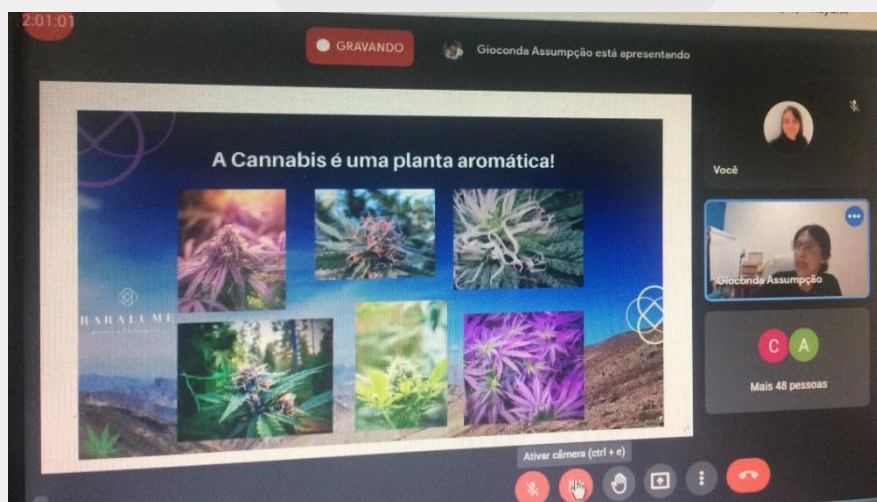 2:01:01
GRAVANDO
Gioconda Assumpção está apresentando
A Cannabis é uma planta aromática!
Você
Gioconda Assumpção
C A
Mais 48 pessoas
Ativar câmera (ctrl + e)